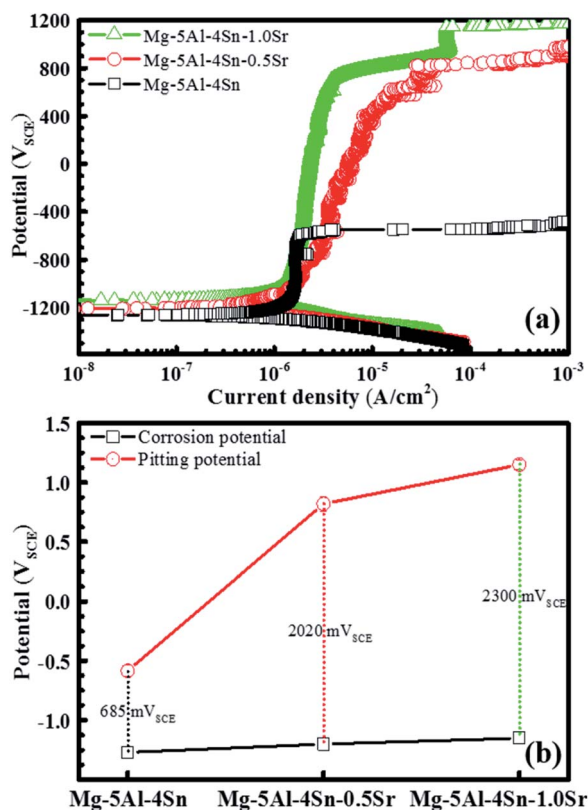 Mg-5Al-4Sn-1.0Sr
Mg-5Al-4Sn-0.5Sr
Mg-5Al-4Sn
1200
800
400
0
-400
-800
-1200
Potential (VSCE)
(a)
10-8 10-7 10-6 10-5 10-4 10-3
Current density (A/cm2)
Corrosion potential
Pitting potential
1.5
1.0
0.5
0.0
-0.5
-1.0
Potential (VSCE)
685 mVSCE
2020 mVSCE
2300 mVSCE
(b)
Mg-5Al-4Sn Mg-5Al-4Sn-0.5Sr Mg-5Al-4Sn-1.0Sr